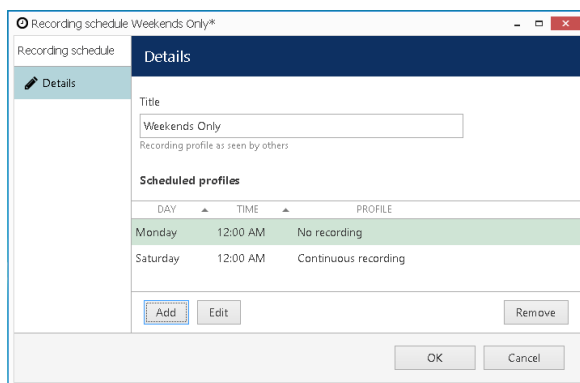 Recording schedule Weekends Only*
Recording schedule
Details
Details
Title
Weekends Only
Recording profile as seen by others
Scheduled profiles
DAY TIME PROFILE
Monday 12:00 AM No recording
Saturday 12:00 AM Continuous recording
Add Edit Remove
OK Cancel